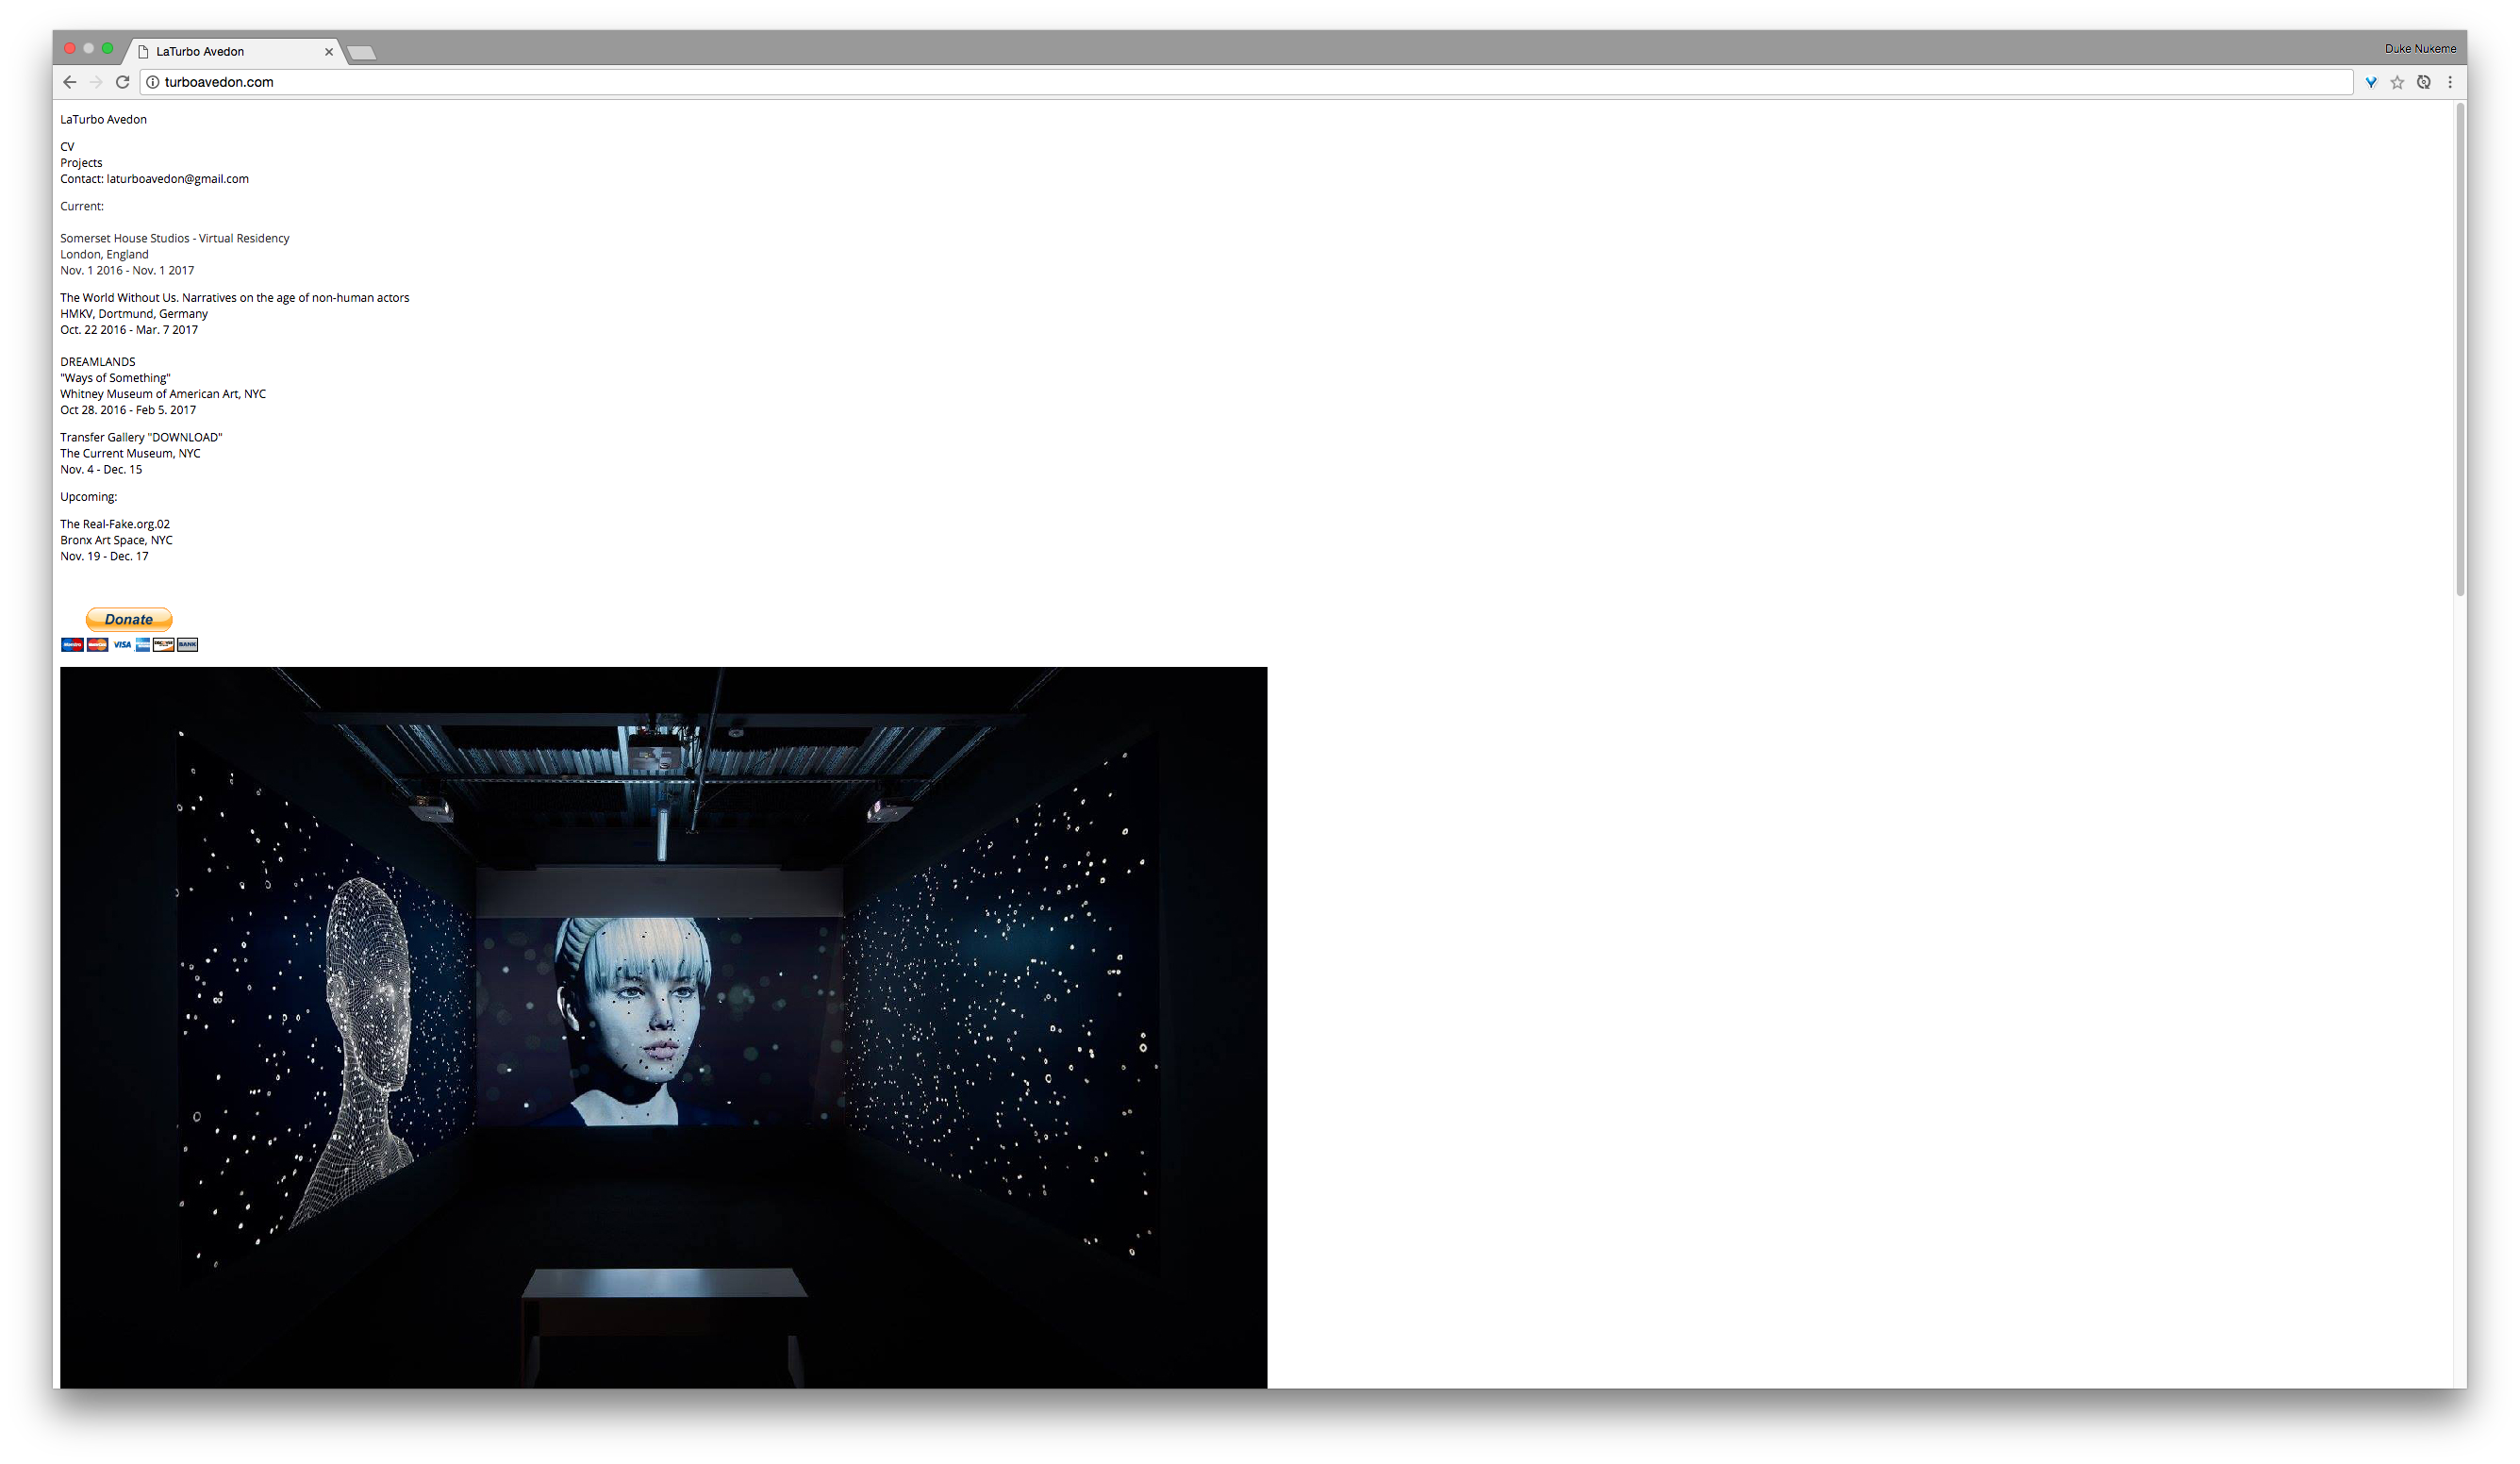 LaTurbo Avedon
Duke Nukeme
turboavedon.com
LaTurbo Avedon
CV
Projects
Contact: laturboavedon@gmail.com
Current:
Somerset House Studios - Virtual Residency
London, England
Nov. 1 2016 - Nov. 1 2017
The World Without Us. Narratives on the age of non-human actors
HMKV, Dortmund, Germany
Oct. 22 2016 - Mar. 7 2017
DREAMLANDS
"Ways of Something"
Whitney Museum of American Art, NYC
Oct 28. 2016 - Feb 5. 2017
Transfer Gallery "DOWNLOAD"
The Current Museum, NYC
Nov. 4 - Dec. 15
Upcoming:
The Real-Fake.org.02
Bronx Art Space, NYC
Nov. 19 - Dec. 17
Donate
VISA BANK